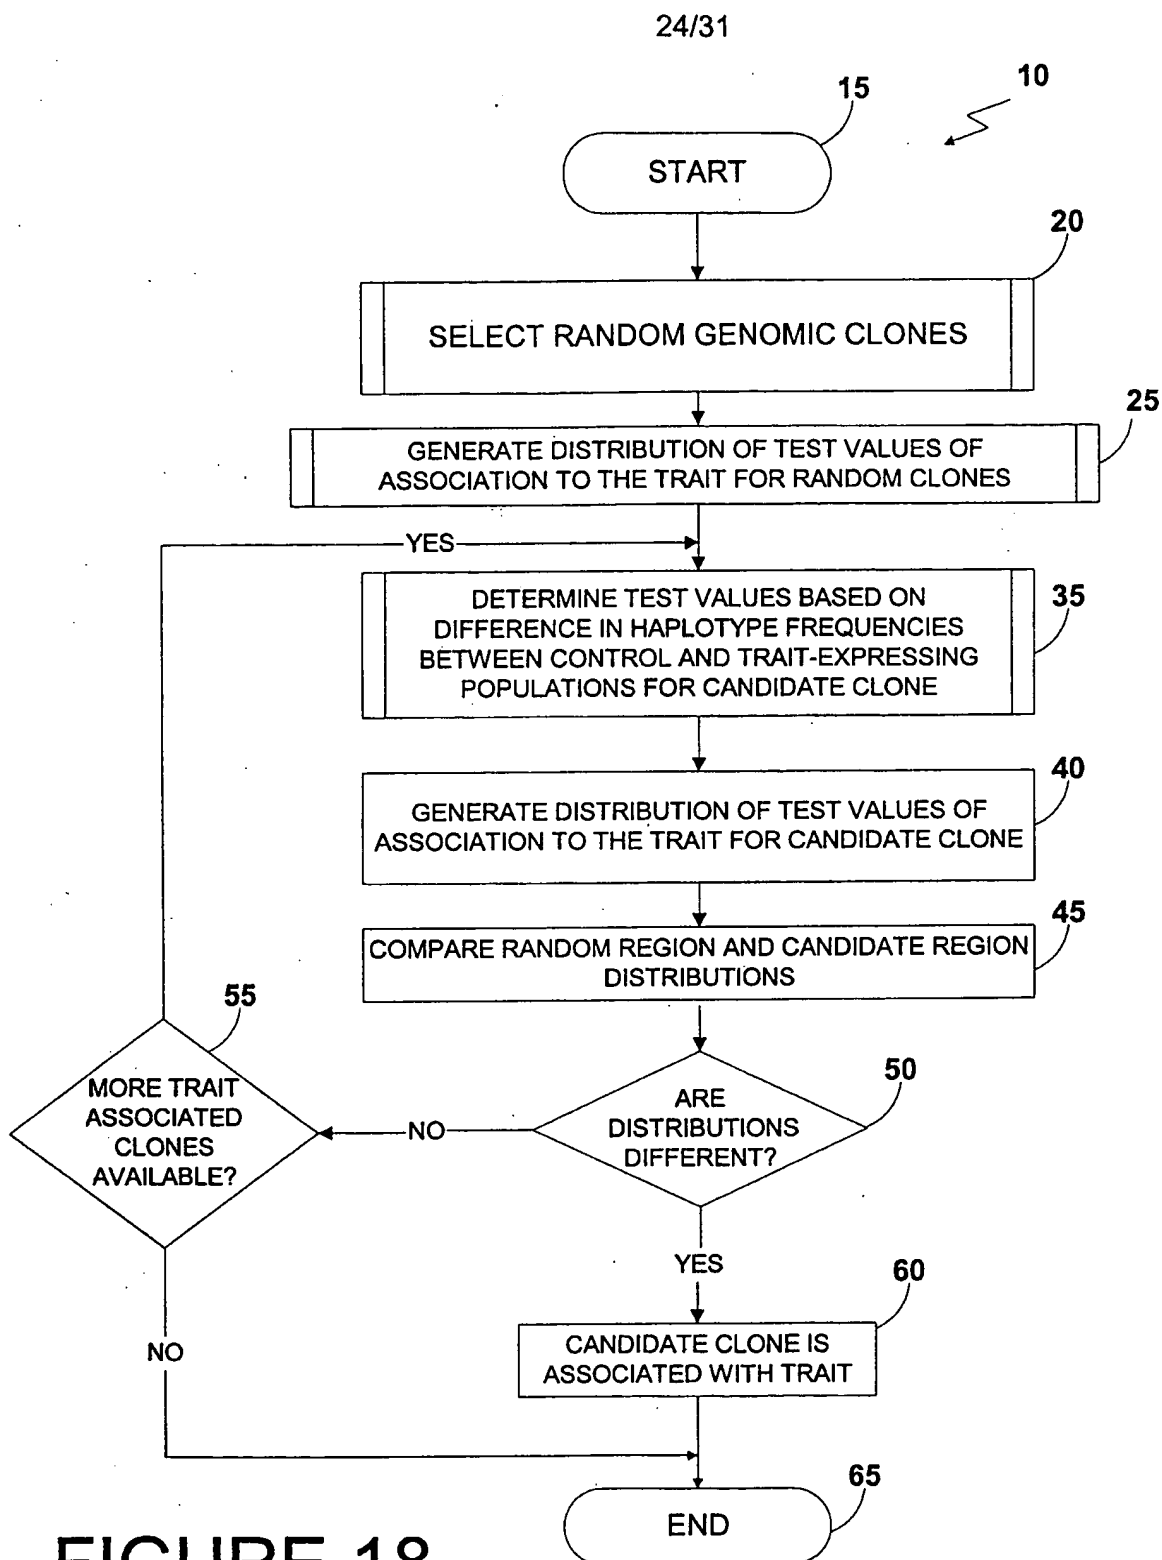 24/31
10
15
START
20
SELECT RANDOM GENOMIC CLONES
25
GENERATE DISTRIBUTION OF TEST VALUES OF
ASSOCIATION TO THE TRAIT FOR RANDOM CLONES
YES
35
DETERMINE TEST VALUES BASED ON
DIFFERENCE IN HAPLOTYPE FREQUENCIES
BETWEEN CONTROL AND TRAIT-EXPRESSING
POPULATIONS FOR CANDIDATE CLONE
40
GENERATE DISTRIBUTION OF TEST VALUES OF
ASSOCIATION TO THE TRAIT FOR CANDIDATE CLONE
45
COMPARE RANDOM REGION AND CANDIDATE REGION
DISTRIBUTIONS
50
ARE
DISTRIBUTIONS
DIFFERENT?
NO
55
MORE TRAIT
ASSOCIATED
CLONES
AVAILABLE?
YES
60
CANDIDATE CLONE IS
ASSOCIATED WITH TRAIT
NO
65
END
FIGURE 18